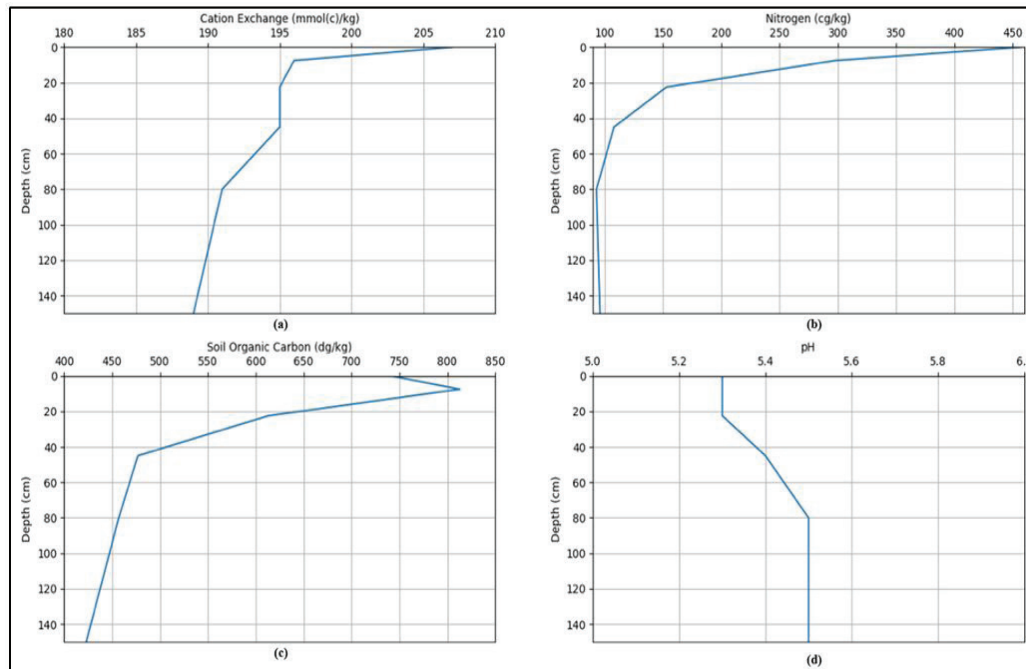 Cation Exchange (mmol(c)/kg)
180 185 190 195 200 205 210
0
20
40
60
80
100
120
140
Depth (cm)
(a)
Nitrogen (cg/kg)
100 150 200 250 300 350 400 450
0
20
40
60
80
100
120
140
Depth (cm)
(b)
Soil Organic Carbon (dg/kg)
400 450 500 550 600 650 700 750 800 850
0
20
40
60
80
100
120
140
Depth (cm)
(c)
pH
5.0 5.2 5.4 5.6 5.8 6.
0
20
40
60
80
100
120
140
Depth (cm)
(d)